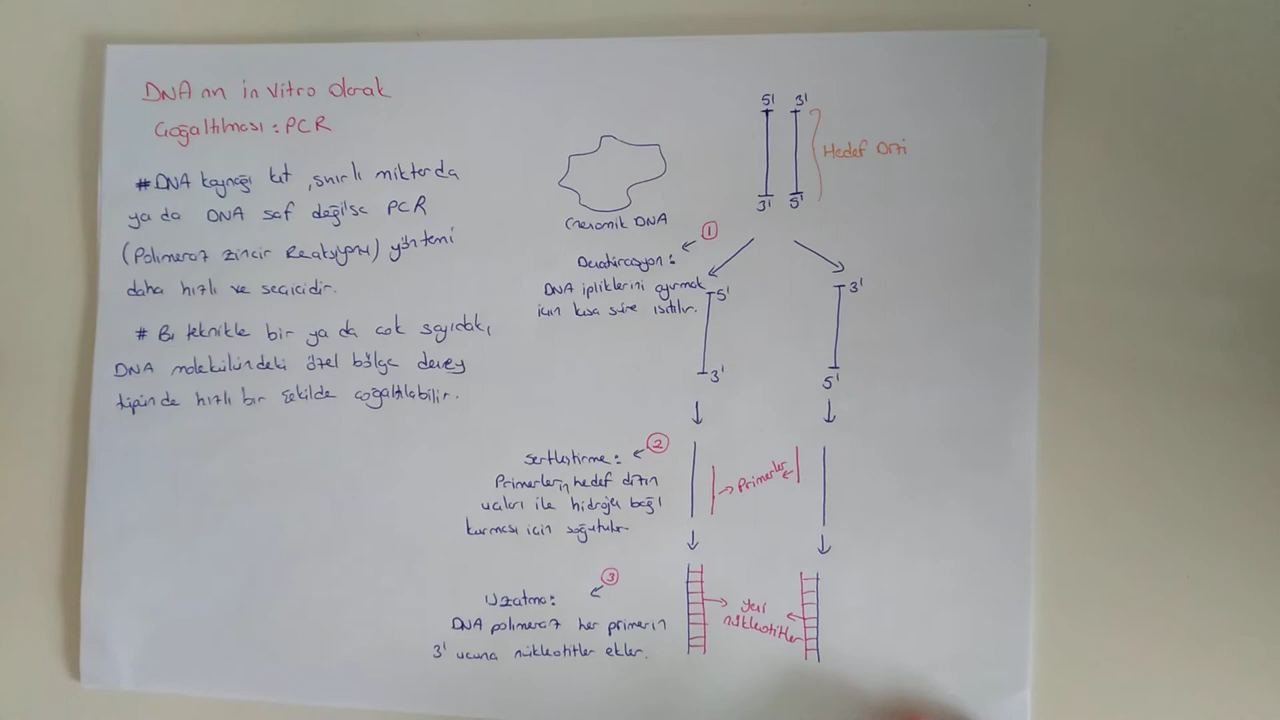 DNA nın in vitro Olarak
Çoğaltılması: PCR
# DNA kaynağı kıt, sınırlı miktarda
ya da DNA saf değilse PCR
(Polimeraz zincir Reaksiyonu) yöntemi
daha hızlı ve seçicidir.
# Bu teknikle bir ya da çok sayıdaki
DNA molekülündeki özel bölge deney
tüpünde hızlı bir şekilde çoğaltılabilir.
5' 3'
Hedef Dizi
3' 5'
Genomik DNA
1
Denatürasyon:
DNA ipliklerini ayırmak
için kısa süre ısıtılır.
5' 3'
3' 5'
2
Sertleştirme:
Primerlerin hedef dizin
uçları ile hidrojen bağı
kurması için soğutulur
Primerler
3
Uzatma:
DNA polimeraz her primerin
3' ucuna nükleotitler ekler.
yeni
nükleotitler